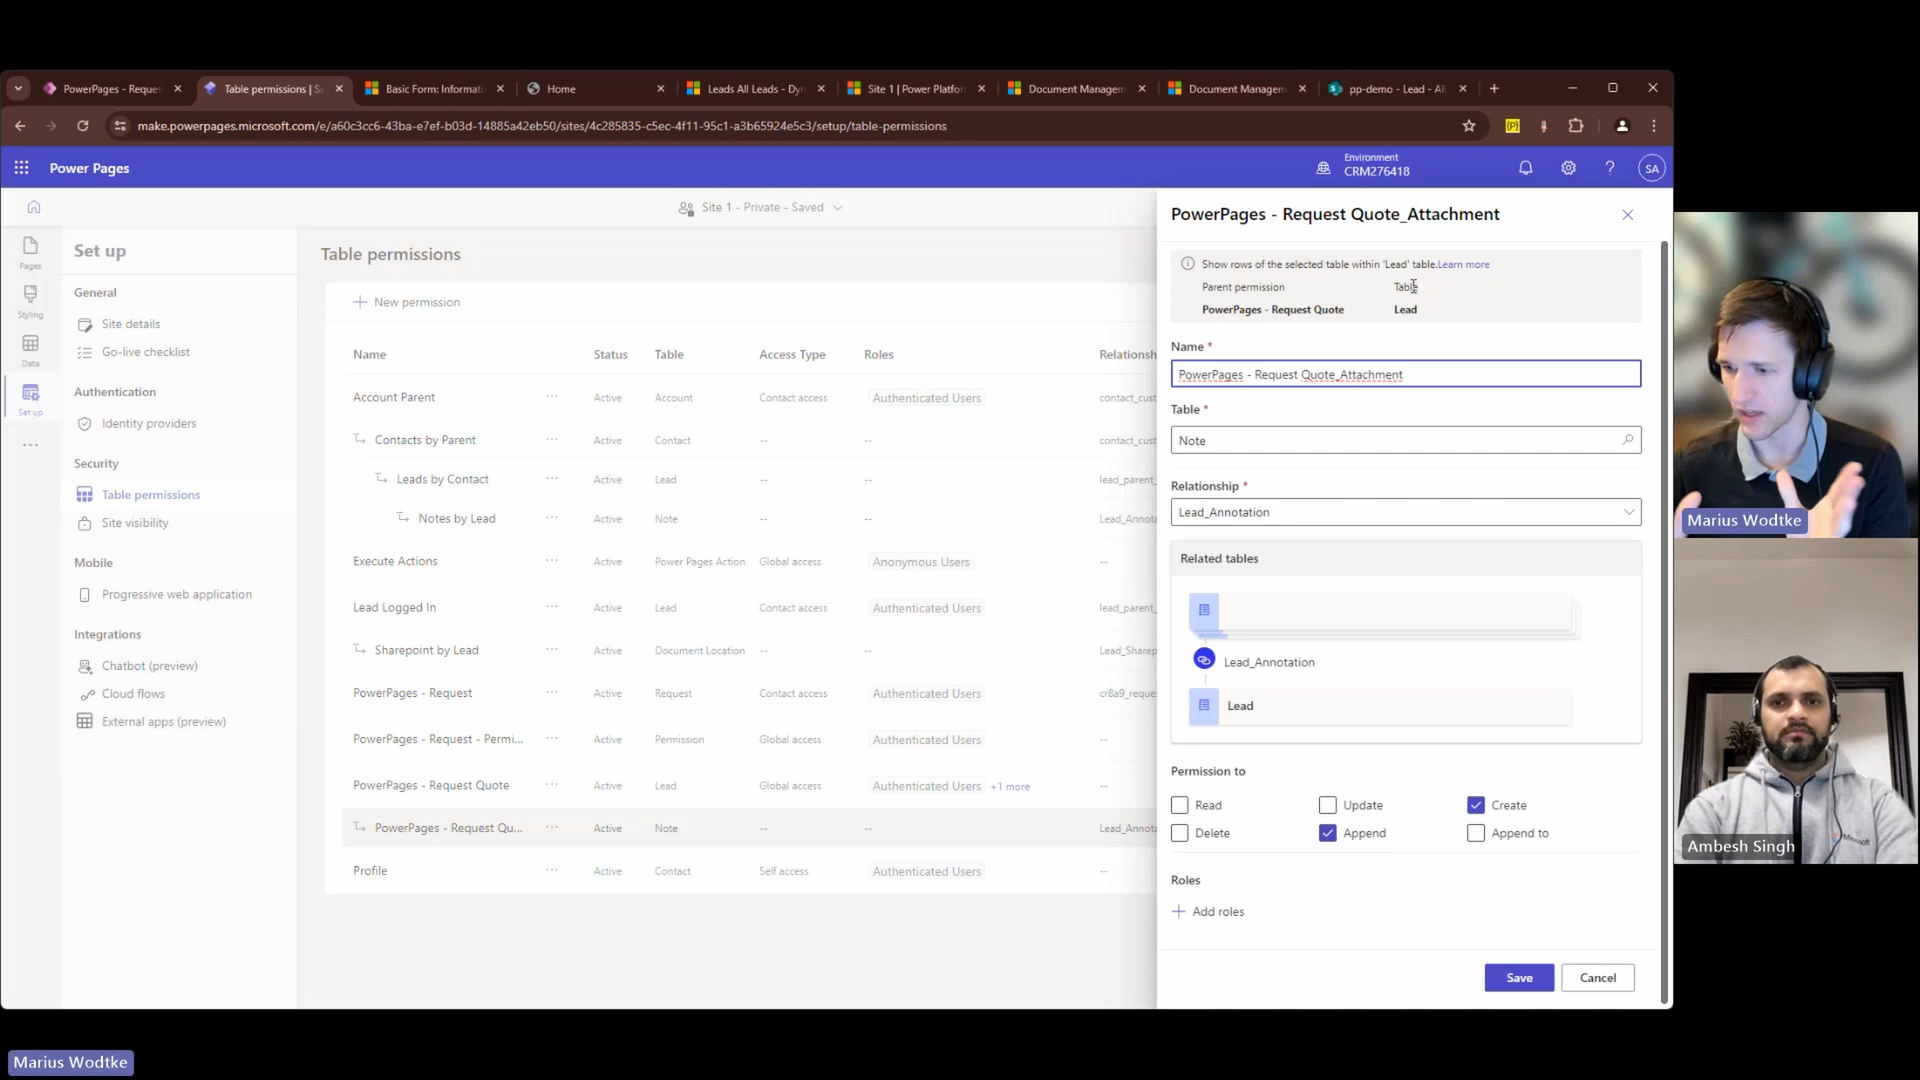 PowerPages - Reques
Table permissions | S
Basic Form: Informati
Home
Leads All Leads - Dyn
Site 1 | Power Platfor
Document Managem
Document Managem
pp-demo - Lead - All
make.powerpages.microsoft.com/e/a60c3cc6-43ba-e7ef-b03d-14885a42eb50/sites/4c285835-c5ec-4f11-95c1-a3b65924e5c3/setup/table-permissions
Power Pages
Environment
CRM276418
SA
Site 1 - Private - Saved
Pages
Styling
Data
Set up
Set up
General
Site details
Go-live checklist
Authentication
Identity providers
Security
Table permissions
Site visibility
Mobile
Progressive web application
Integrations
Chatbot (preview)
Cloud flows
External apps (preview)
Table permissions
New permission
Name Status Table Access Type Roles Relationsh
Account Parent Active Account Contact access Authenticated Users contact_cust
Contacts by Parent Active Contact -- -- contact_cust
Leads by Contact Active Lead -- -- lead_parent_
Notes by Lead Active Note -- -- Lead_Annota
Execute Actions Active Power Pages Action Global access Anonymous Users --
Lead Logged In Active Lead Contact access Authenticated Users lead_parent_
Sharepoint by Lead Active Document Location -- -- Lead_Sharep
PowerPages - Request Active Request Contact access Authenticated Users cr8a9_reques
PowerPages - Request - Permi... Active Permission Global access Authenticated Users --
PowerPages - Request Quote Active Lead Global access Authenticated Users +1 more --
PowerPages - Request Qu... Active Note -- -- Lead_Annota
Profile Active Contact Self access Authenticated Users --
PowerPages - Request Quote_Attachment
Show rows of the selected table within 'Lead' table.Learn more
Parent permission Table
PowerPages - Request Quote Lead
Name *
PowerPages - Request Quote_Attachment
Table *
Note
Relationship *
Lead_Annotation
Related tables
Lead_Annotation
Lead
Permission to
Read Update Create
Delete Append Append to
Roles
Add roles
Save Cancel
Marius Wodtke
Microsoft
Ambesh Singh
Marius Wodtke